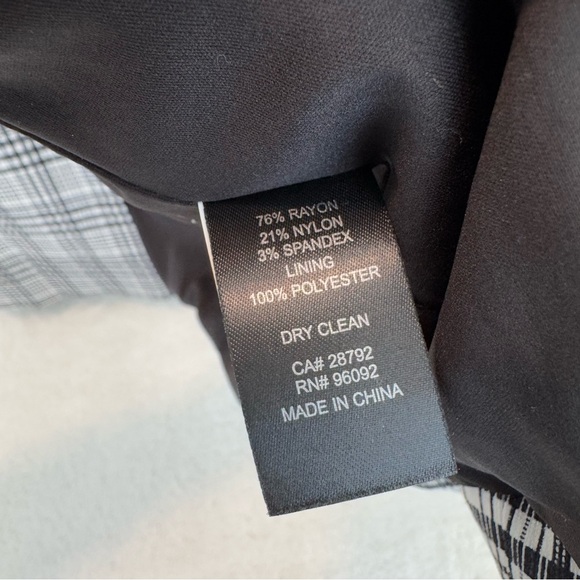 76% RAYON
21% NYLON
3% SPANDEX
LINING
100% POLYESTER
DRY CLEAN
CA# 28792
RN# 96092
MADE IN CHINA